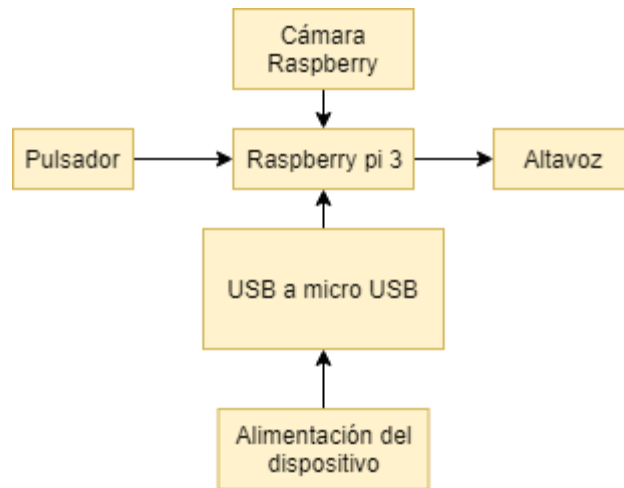 Cámara
Raspberry
Pulsador
Raspberry pi 3
Altavoz
USB a micro USB
Alimentación del
dispositivo